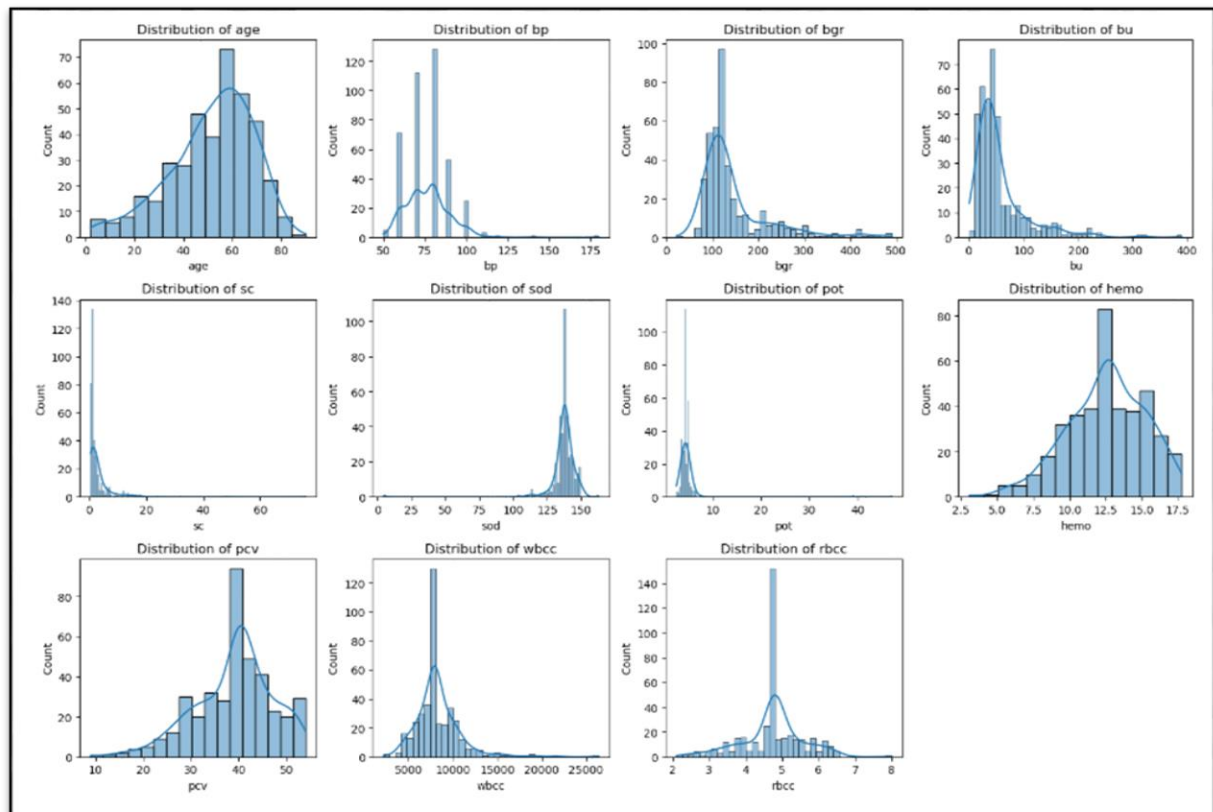 Distribution of age
Count
70
60
50
40
30
20
10
0
0 20 40 60 80
age
Distribution of bp
Count
120
100
80
60
40
20
0
50 75 100 125 150 175
bp
Distribution of bgr
Count
100
80
60
40
20
0
0 100 200 300 400 500
bgr
Distribution of bu
Count
70
60
50
40
30
20
10
0
0 100 200 300 400
bu
Distribution of sc
Count
140
120
100
80
60
40
20
0
0 20 40 60
sc
Distribution of sod
Count
100
80
60
40
20
0
0 25 50 75 100 125 150
sod
Distribution of pot
Count
100
80
60
40
20
0
10 20 30 40
pot
Distribution of hemo
Count
80
60
40
20
0
2.5 5.0 7.5 10.0 12.5 15.0 17.5
hemo
Distribution of pcv
Count
80
60
40
20
0
10 20 30 40 50
pcv
Distribution of wbcc
Count
120
100
80
60
40
20
0
5000 10000 15000 20000 25000
wbcc
Distribution of rbcc
Count
140
120
100
80
60
40
20
0
2 3 4 5 6 7 8
rbcc